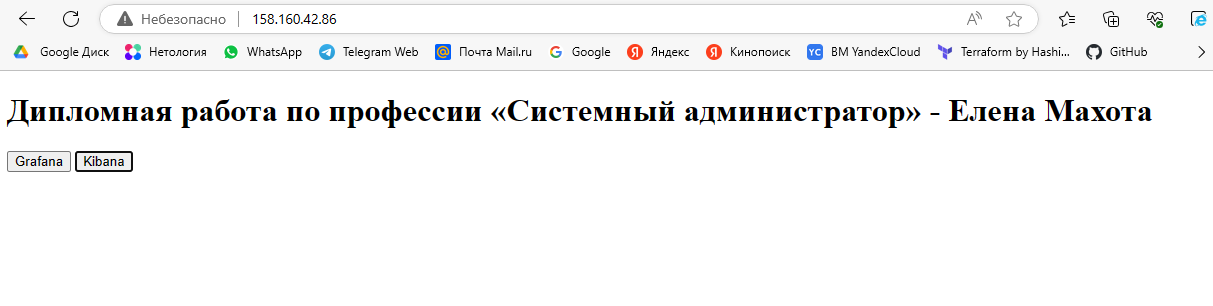 Небезопасно 158.160.42.86
Google Диск Нетология WhatsApp Telegram Web @ Почта Mail.ru G Google Я Яндекс Я Кинопоиск YC ВМ YandexCloud Terraform by Hashi... GitHub
Дипломная работа по профессии «Системный администратор» - Елена Махота
Grafana Kibana